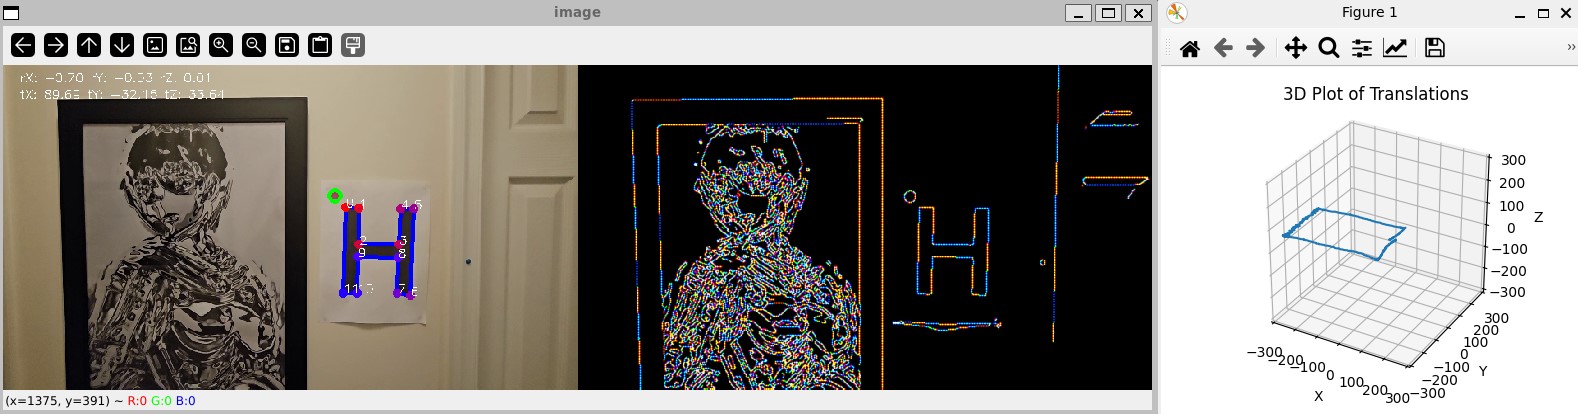 image
rX: -0.70 rY: -0.33 rZ: 0.01
tX: 89.69 tY: -32.15 tZ: 33.64
0 1 4 5
H
2 3
9 8
11 10 7 6
(x=1375, y=391) ~ R:0 G:0 B:0
Figure 1
3D Plot of Translations
300
200
100
0
−100
−200
−300
Z
−300
−200
−100
0
100
200
300
X
300
200
100
0
−100
−200
−300
Y